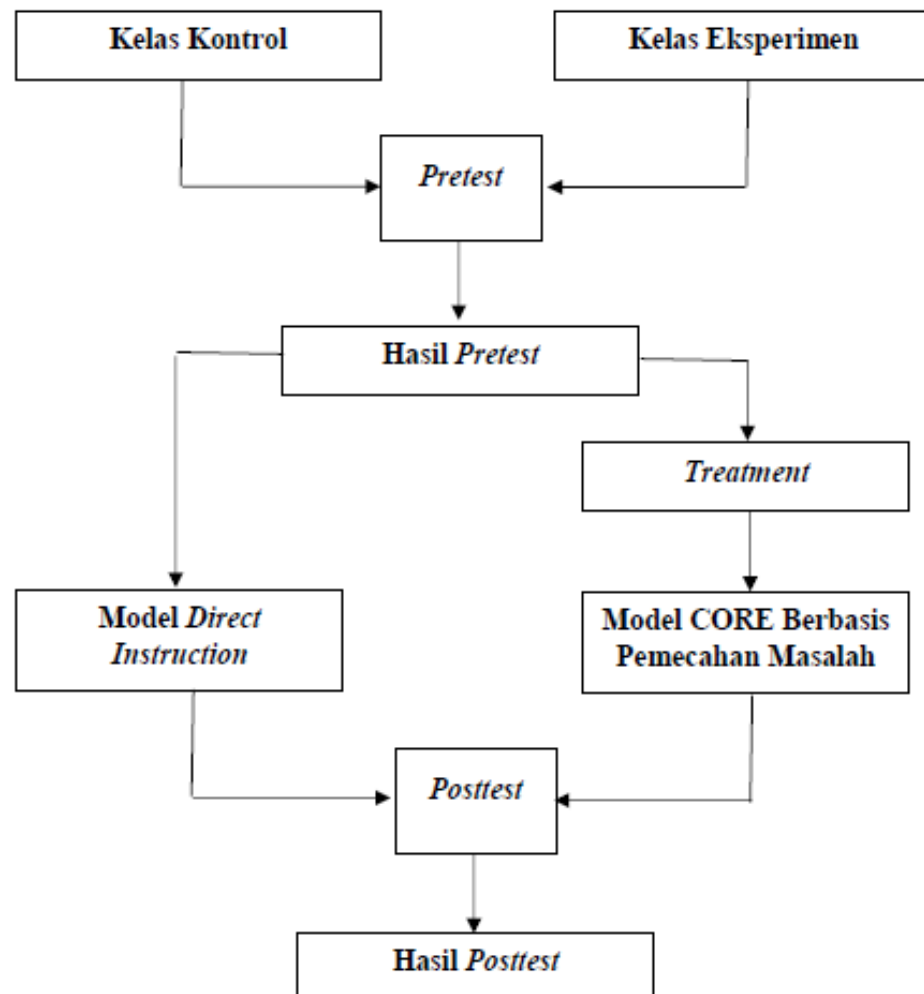 Kelas Kontrol
Kelas Eksperimen
Pretest
Hasil Pretest
Treatment
Model Direct
Instruction
Model CORE Berbasis
Pemecahan Masalah
Posttest
Hasil Posttest